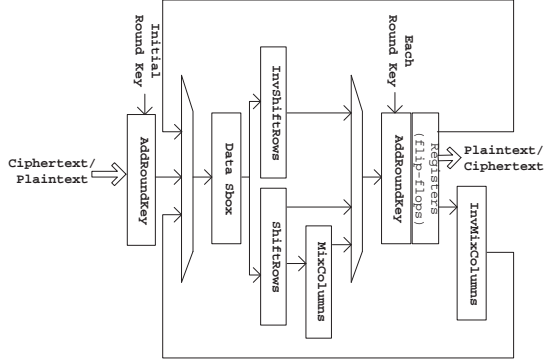 Initial
Round Key
Ciphertext/
Plaintext
AddRoundKey
Data Sbox
InvShiftRows
ShiftRows
MixColumns
Each
Round Key
AddRoundKey
Registers
(flip-flops)
Plaintext/
Ciphertext
InvMixColumns